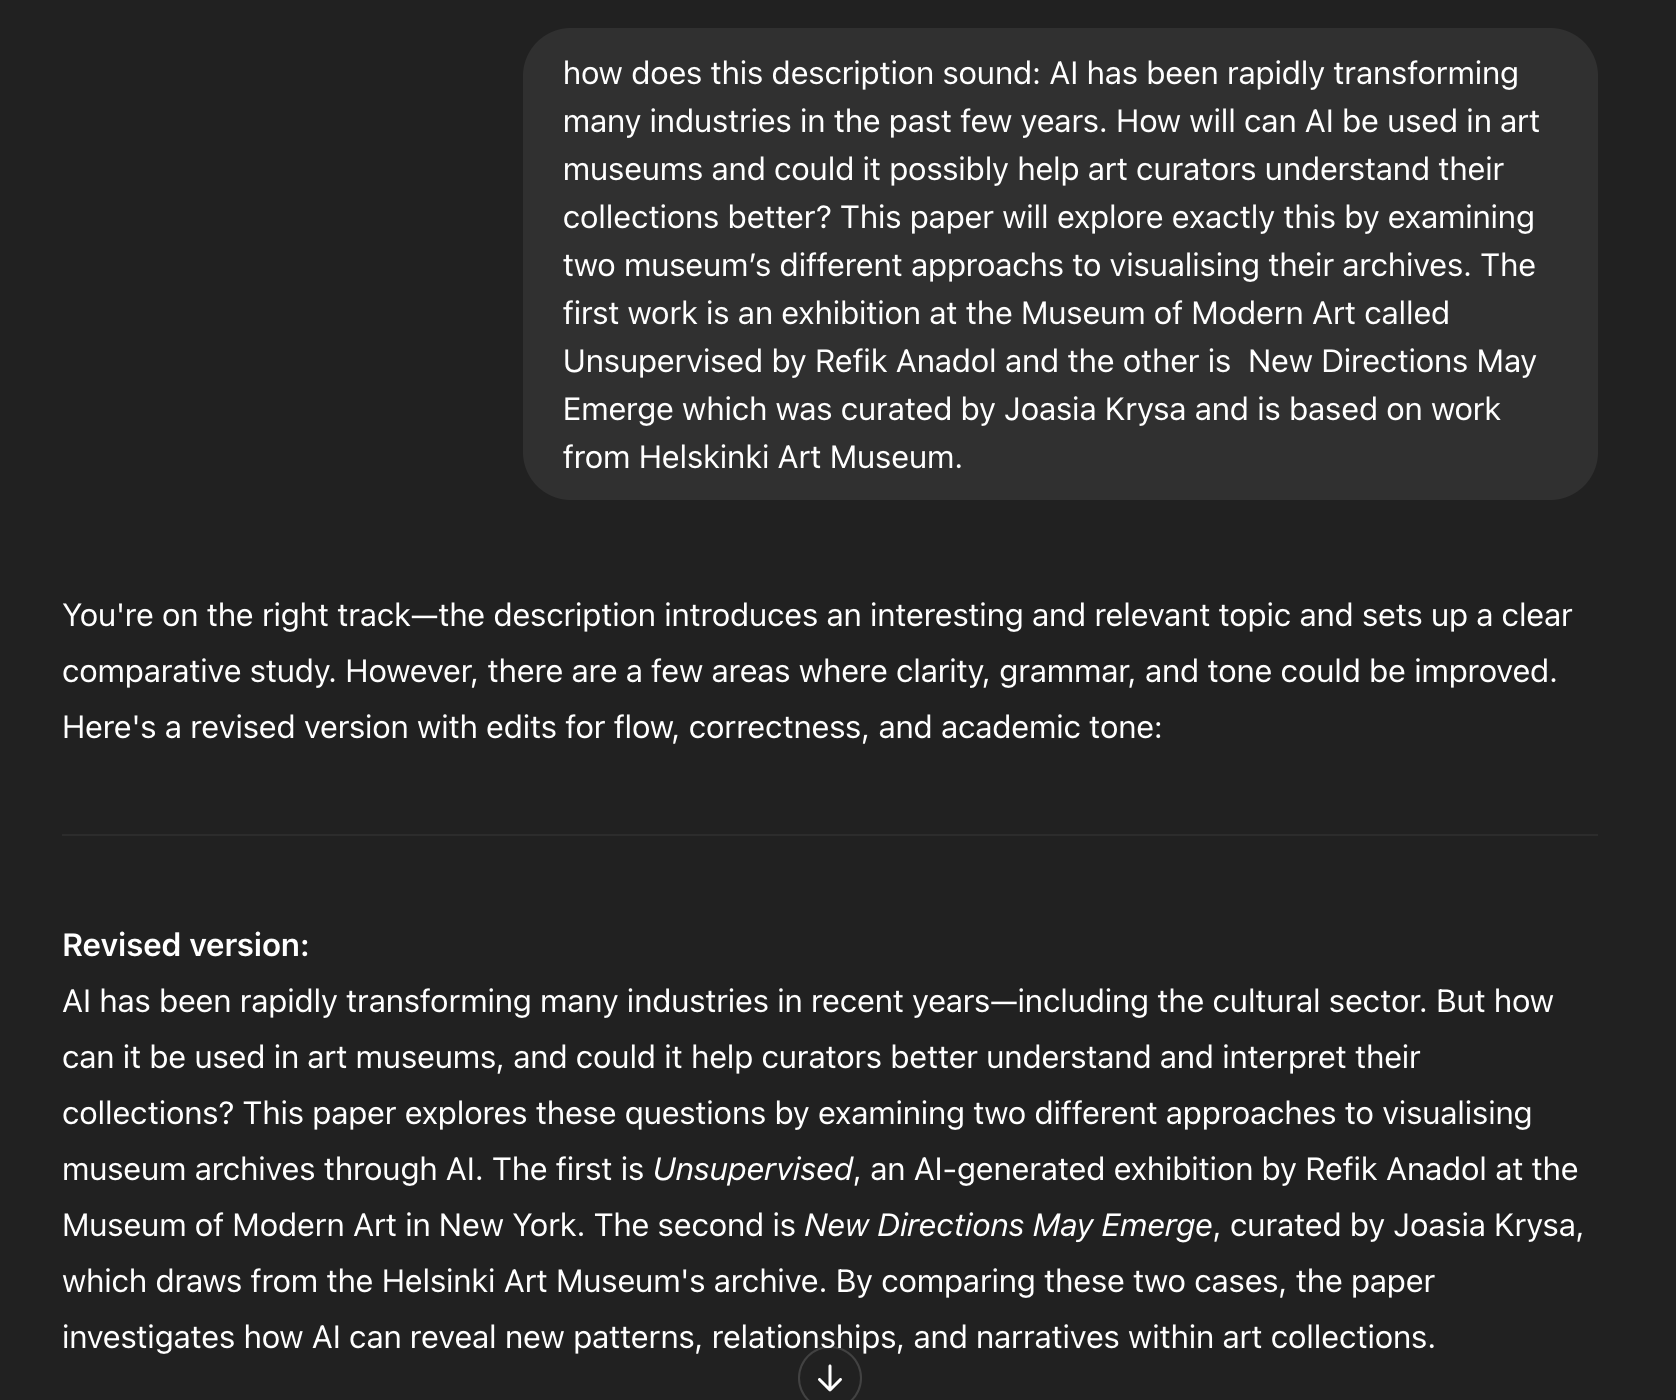 how does this description sound: AI has been rapidly transforming
many industries in the past few years. How will can AI be used in art
museums and could it possibly help art curators understand their
collections better? This paper will explore exactly this by examining
two museum’s different approachs to visualising their archives. The
first work is an exhibition at the Museum of Modern Art called
Unsupervised by Refik Anadol and the other is  New Directions May
Emerge which was curated by Joasia Krysa and is based on work
from Helskinki Art Museum.
You're on the right track—the description introduces an interesting and relevant topic and sets up a clear
comparative study. However, there are a few areas where clarity, grammar, and tone could be improved.
Here's a revised version with edits for flow, correctness, and academic tone:
Revised version:
AI has been rapidly transforming many industries in recent years—including the cultural sector. But how
can it be used in art museums, and could it help curators better understand and interpret their
collections? This paper explores these questions by examining two different approaches to visualising
museum archives through AI. The first is Unsupervised, an AI-generated exhibition by Refik Anadol at the
Museum of Modern Art in New York. The second is New Directions May Emerge, curated by Joasia Krysa,
which draws from the Helsinki Art Museum's archive. By comparing these two cases, the paper
investigates how AI can reveal new patterns, relationships, and narratives within art collections.